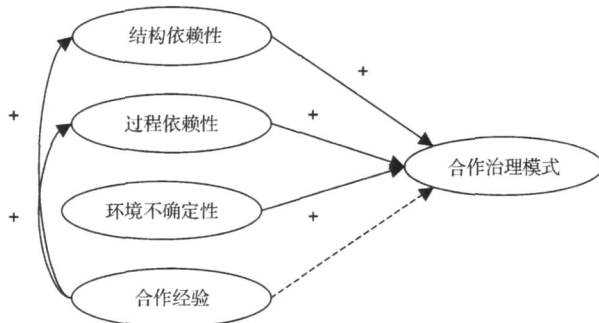 结构依赖性
+
+
过程依赖性
+
合作治理模式
环境不确定性
+
+
合作经验